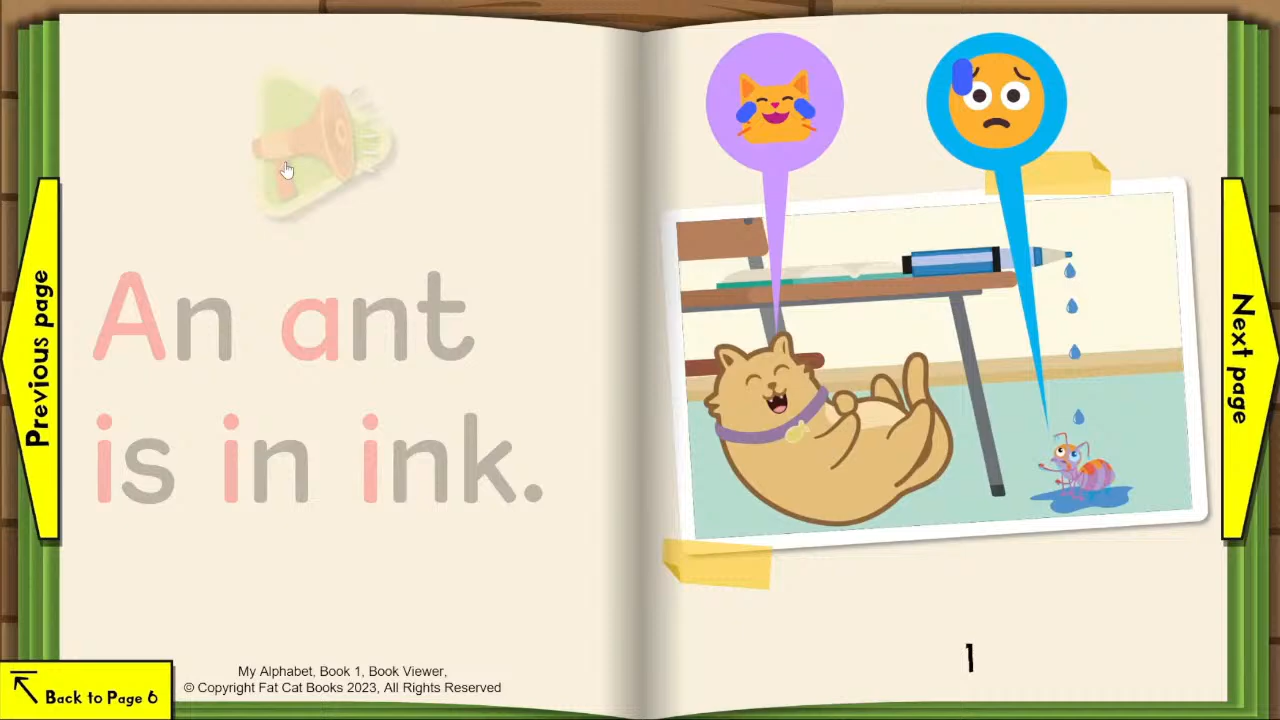 An ant
is in ink.
Previous page
Next page
Back to Page 6
My Alphabet, Book 1, Book Viewer,
© Copyright Fat Cat Books 2023, All Rights Reserved
1